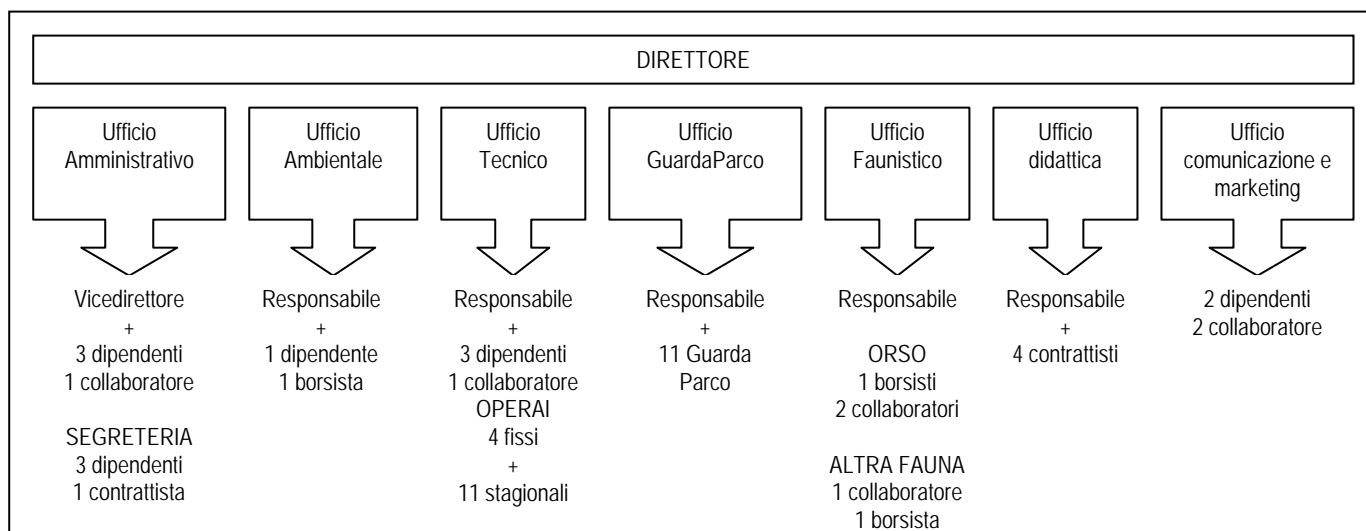 DIRETTORE
Ufficio
Amministrativo
Ufficio
Ambientale
Ufficio
Tecnico
Ufficio
GuardaParco
Ufficio
Faunistico
Ufficio
didattica
Ufficio
comunicazione e
marketing
Vicedirettore
+
3 dipendenti
1 collaboratore
SEGRETERIA
3 dipendenti
1 contrattista
Responsabile
+
1 dipendente
1 borsista
Responsabile
+
3 dipendenti
1 collaboratore
OPERAI
4 fissi
+
11 stagionali
Responsabile
+
11 Guarda
Parco
Responsabile
ORSO
1 borsisti
2 collaboratori
ALTRA FAUNA
1 collaboratore
1 borsista
Responsabile
+
4 contrattisti
2 dipendenti
2 collaboratore